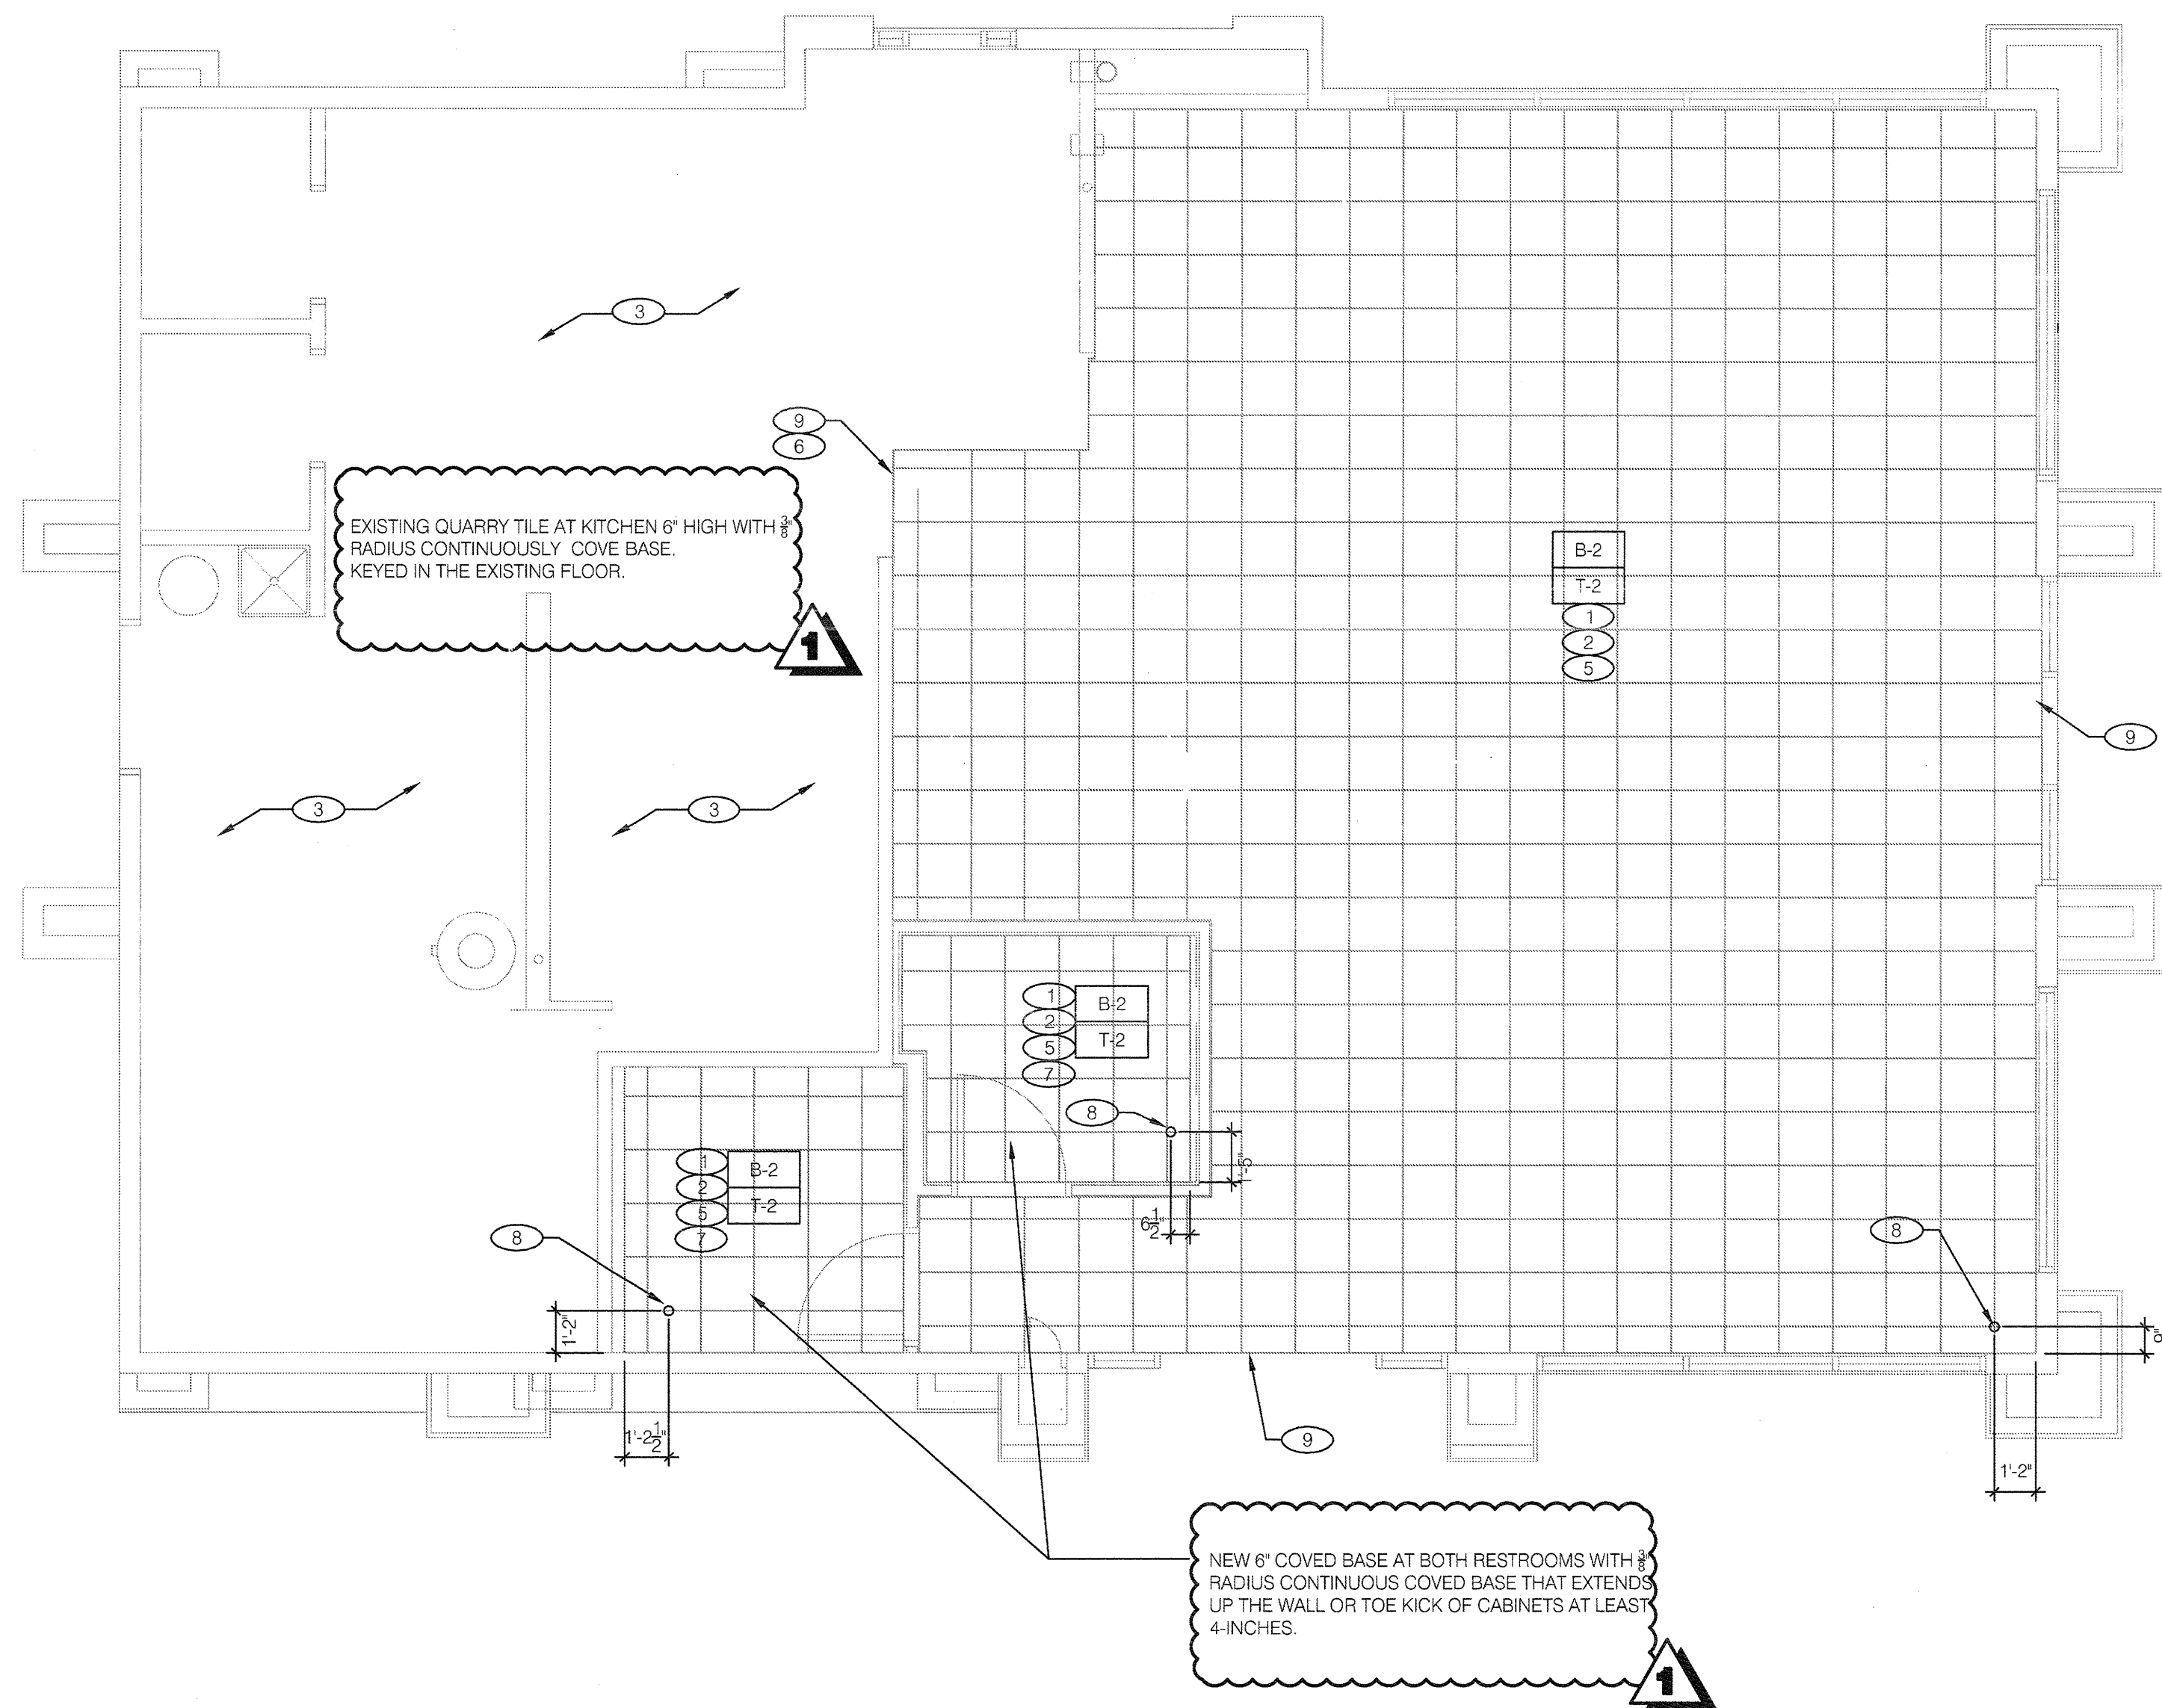 3
9
6
EXISTING QUARRY TILE AT KITCHEN 6" HIGH WITH 3/8"
RADIUS CONTINUOUSLY COVE BASE.
KEYED IN THE EXISTING FLOOR.
1
B-2
T-2
1
2
5
9
3
3
1
2
5
7
B-2
T-2
8
1'-5"
6 1/2"
1
2
5
7
B-2
T-2
8
1'-2"
1'-2 1/2"
8
9"
1'-2"
9
NEW 6" COVED BASE AT BOTH RESTROOMS WITH 3/8"
RADIUS CONTINUOUS COVED BASE THAT EXTENDS
UP THE WALL OR TOE KICK OF CABINETS AT LEAST
4-INCHES.
1